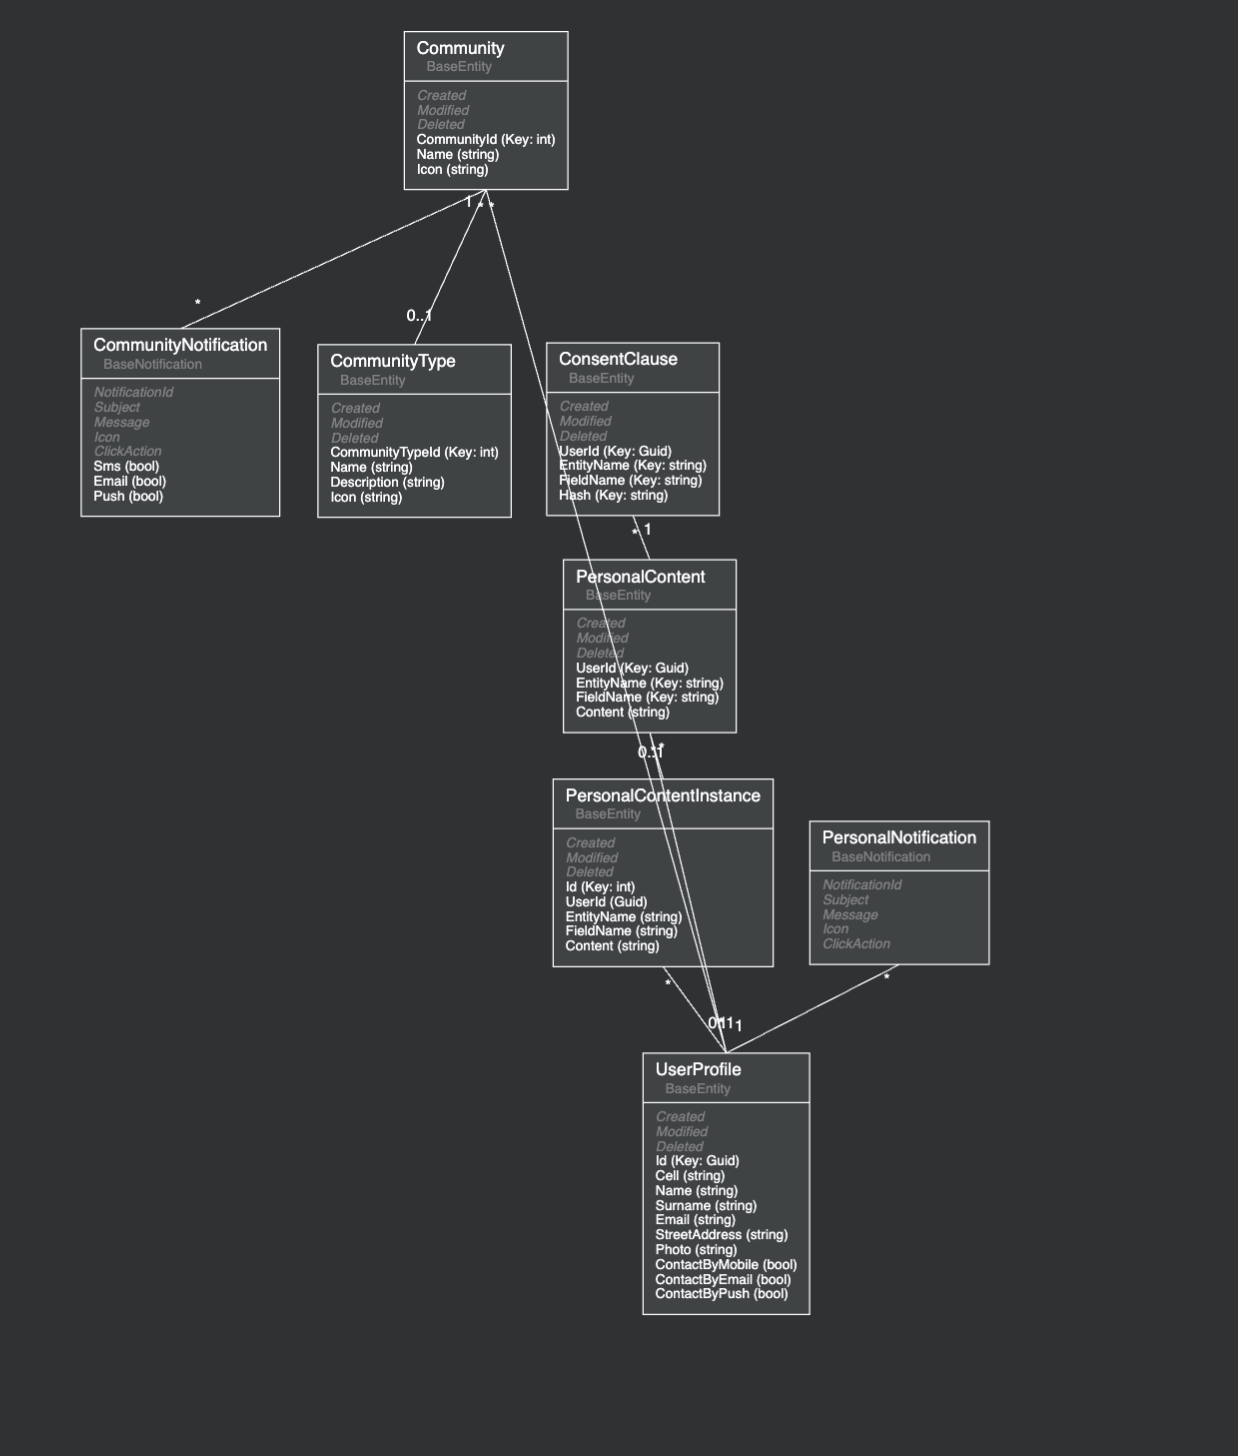 Community
BaseEntity
Created
Modified
Deleted
CommunityId (Key: int)
Name (string)
Icon (string)
1 * *
*
0..1
CommunityNotification
BaseNotification
NotificationId
Subject
Message
Icon
ClickAction
Sms (bool)
Email (bool)
Push (bool)
CommunityType
BaseEntity
Created
Modified
Deleted
CommunityTypeId (Key: int)
Name (string)
Description (string)
Icon (string)
ConsentClause
BaseEntity
Created
Modified
Deleted
UserId (Key: Guid)
EntityName (Key: string)
FieldName (Key: string)
Hash (Key: string)
* 1
PersonalContent
BaseEntity
Created
Modified
Deleted
UserId (Key: Guid)
EntityName (Key: string)
FieldName (Key: string)
Content (string)
0..1 *
PersonalContentInstance
BaseEntity
Created
Modified
Deleted
Id (Key: int)
UserId (Guid)
EntityName (string)
FieldName (string)
Content (string)
PersonalNotification
BaseNotification
NotificationId
Subject
Message
Icon
ClickAction
*
*
1
UserProfile
BaseEntity
Created
Modified
Deleted
Id (Key: Guid)
Cell (string)
Name (string)
Surname (string)
Email (string)
StreetAddress (string)
Photo (string)
ContactByMobile (bool)
ContactByEmail (bool)
ContactByPush (bool)